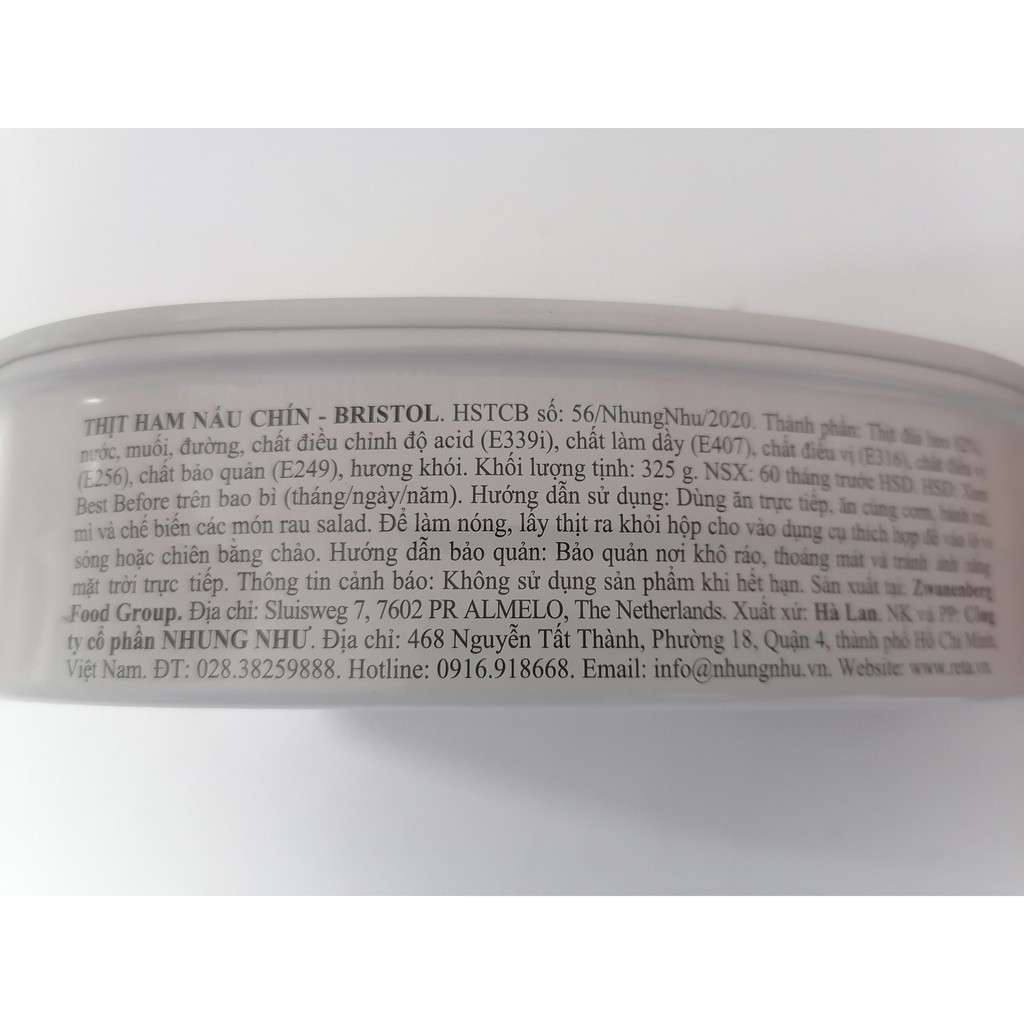 THỊT HAM NẤU CHÍN - BRISTOL. HSTCB số: 56/NhungNhu/2020. Thành phần: Thịt đùi heo 62%,
nước, muối, đường, chất điều chỉnh độ acid (E339i), chất làm dầy (E407), chất điều vị (E316), chất điều vị
(E256), chất bảo quản (E249), hương khói. Khối lượng tịnh: 325 g. NSX: 60 tháng trước HSD. HSD: Xem
Best Before trên bao bì (tháng/ngày/năm). Hướng dẫn sử dụng: Dùng ăn trực tiếp, ăn cùng cơm, bánh mì,
mì và chế biến các món rau salad. Để làm nóng, lấy thịt ra khỏi hộp cho vào dụng cụ thích hợp để vào lò vi
sóng hoặc chiên bằng chảo. Hướng dẫn bảo quản: Bảo quản nơi khô ráo, thoáng mát và tránh ánh nắng
mặt trời trực tiếp. Thông tin cảnh báo: Không sử dụng sản phẩm khi hết hạn. Sản xuất tại: Zwanenberg
Food Group. Địa chỉ: Sluisweg 7, 7602 PR ALMELO, The Netherlands. Xuất xứ: Hà Lan. NK và PP: Công
ty cổ phần NHUNG NHƯ. Địa chỉ: 468 Nguyễn Tất Thành, Phường 18, Quận 4, thành phố Hồ Chí Minh,
Việt Nam. ĐT: 028.38259888. Hotline: 0916.918668. Email: info@nhungnhu.vn. Website: www.reta.vn